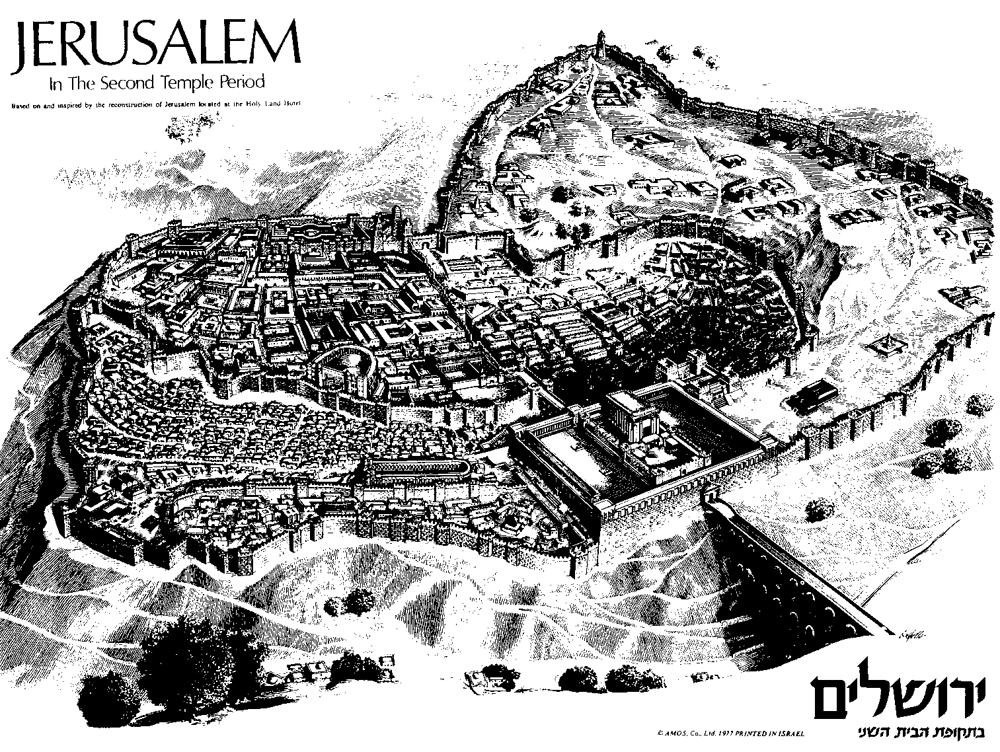 JERUSALEM
In The Second Temple Period
Based on and inspired by the reconstruction of Jerusalem located at the Holy Land Hotel
ירושלים
בתקופת הבית השני
© AMOS, Co., Ltd. 1977 PRINTED IN ISRAEL